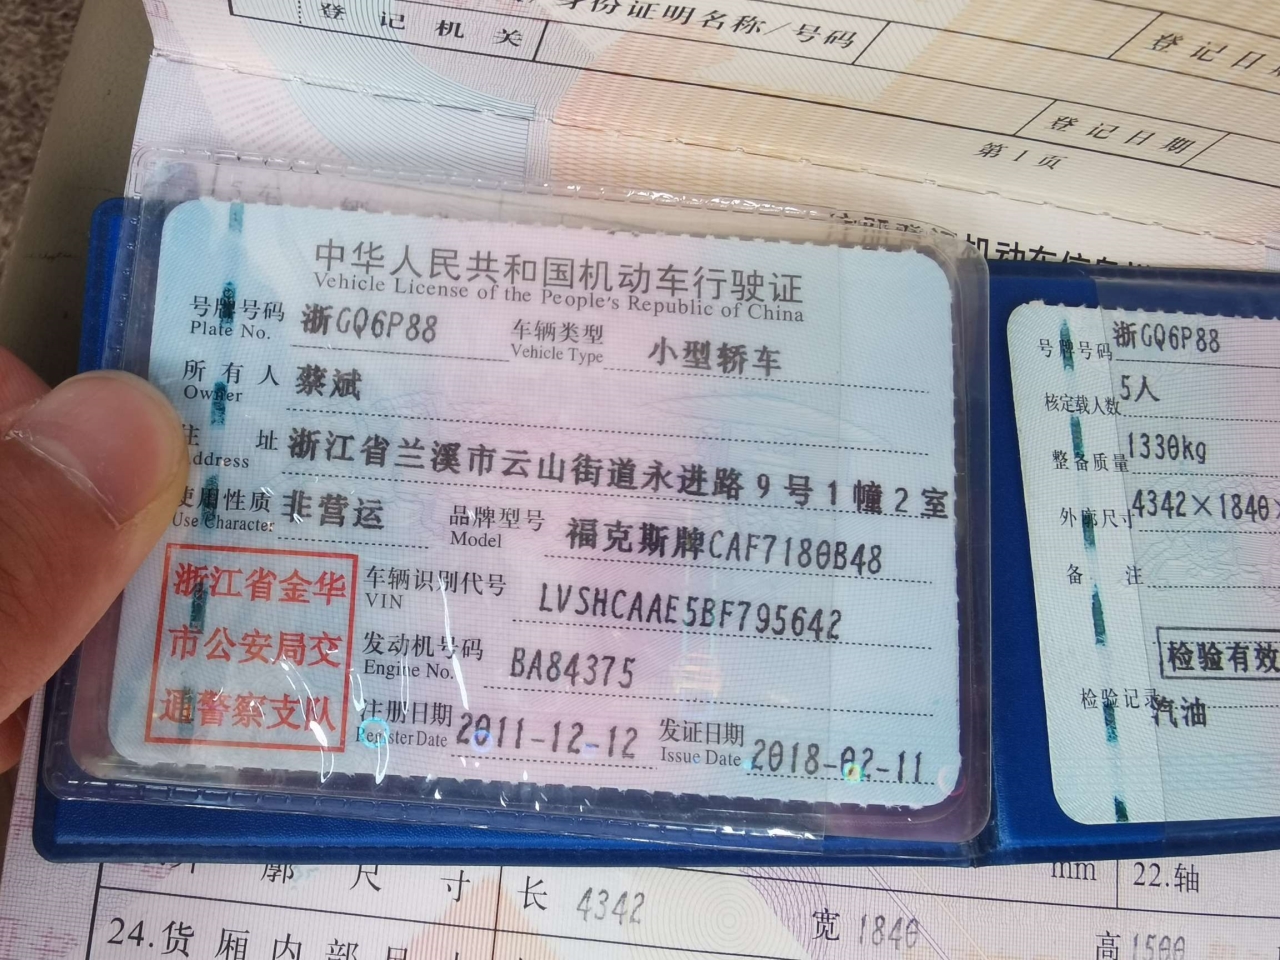 身份证明名称/号码
登记机关
登记日期
登记日期
第1页
注册登记机动车信息
中华人民共和国机动车行驶证
Vehicle License of the People's Republic of China
号牌号码 浙GQ6P88 车辆类型 小型轿车
Plate No. Vehicle Type
所有人 蔡斌
Owner
住址 浙江省兰溪市云山街道永进路9号1幢2室
Address
使用性质 非营运 品牌型号 福克斯牌CAF7180B48
Use Character Model
浙江省金华
市公安局交
通警察支队
车辆识别代号 LVSHCAAE5BF795642
VIN
发动机号码 BA84375
Engine No.
注册日期 2011-12-12 发证日期 2018-02-11
Register Date Issue Date
号牌号码 浙GQ6P88
核定载人数 5人
整备质量 1330kg
外廓尺寸 4342×1840×
备注
检验有效
检验记录
汽油
廓尺寸 长 4342 宽 1840 高 1500 mm
22.轴
24.货厢内部尺寸